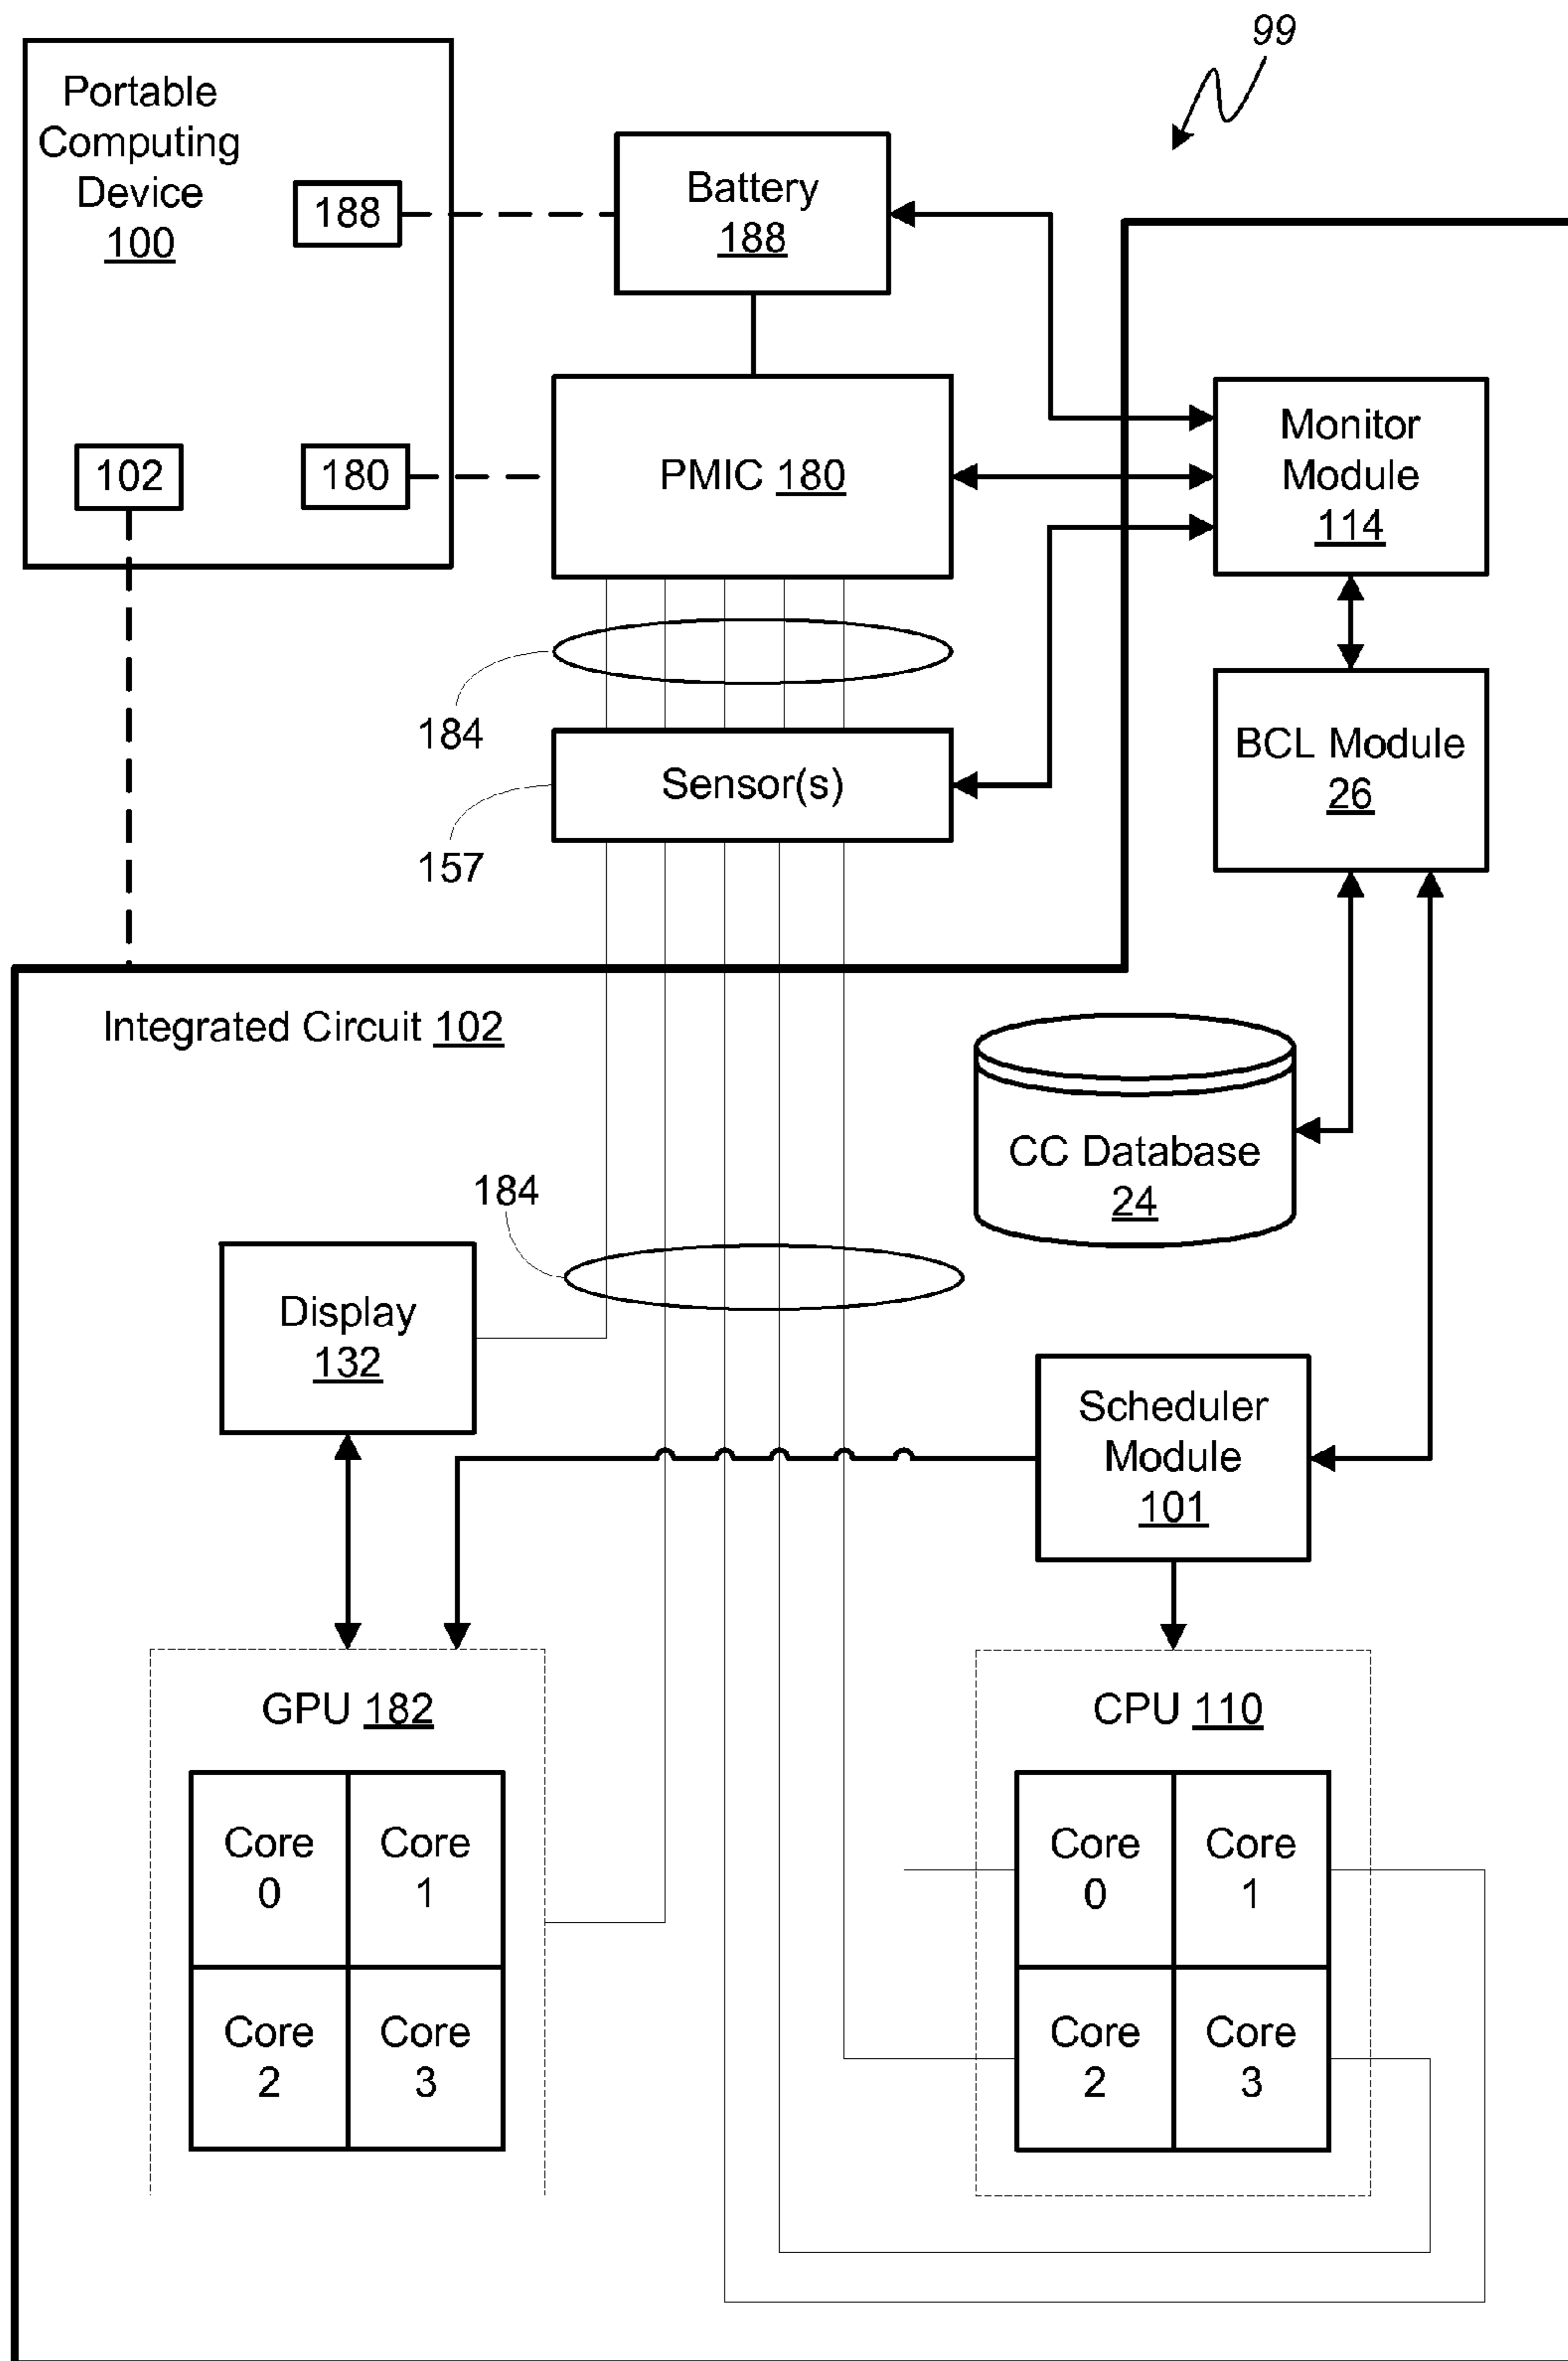 99
Portable
Computing
Device
100
188
102
180
Battery
188
PMIC 180
Monitor
Module
114
184
Sensor(s)
157
BCL Module
26
Integrated Circuit 102
CC Database
24
184
Display
132
Scheduler
Module
101
GPU 182
Core
0
Core
1
Core
2
Core
3
CPU 110
Core
0
Core
1
Core
2
Core
3